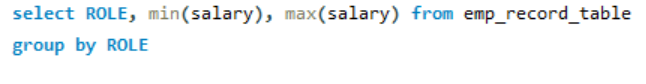 select ROLE, min(salary), max(salary) from emp_record_table
group by ROLE